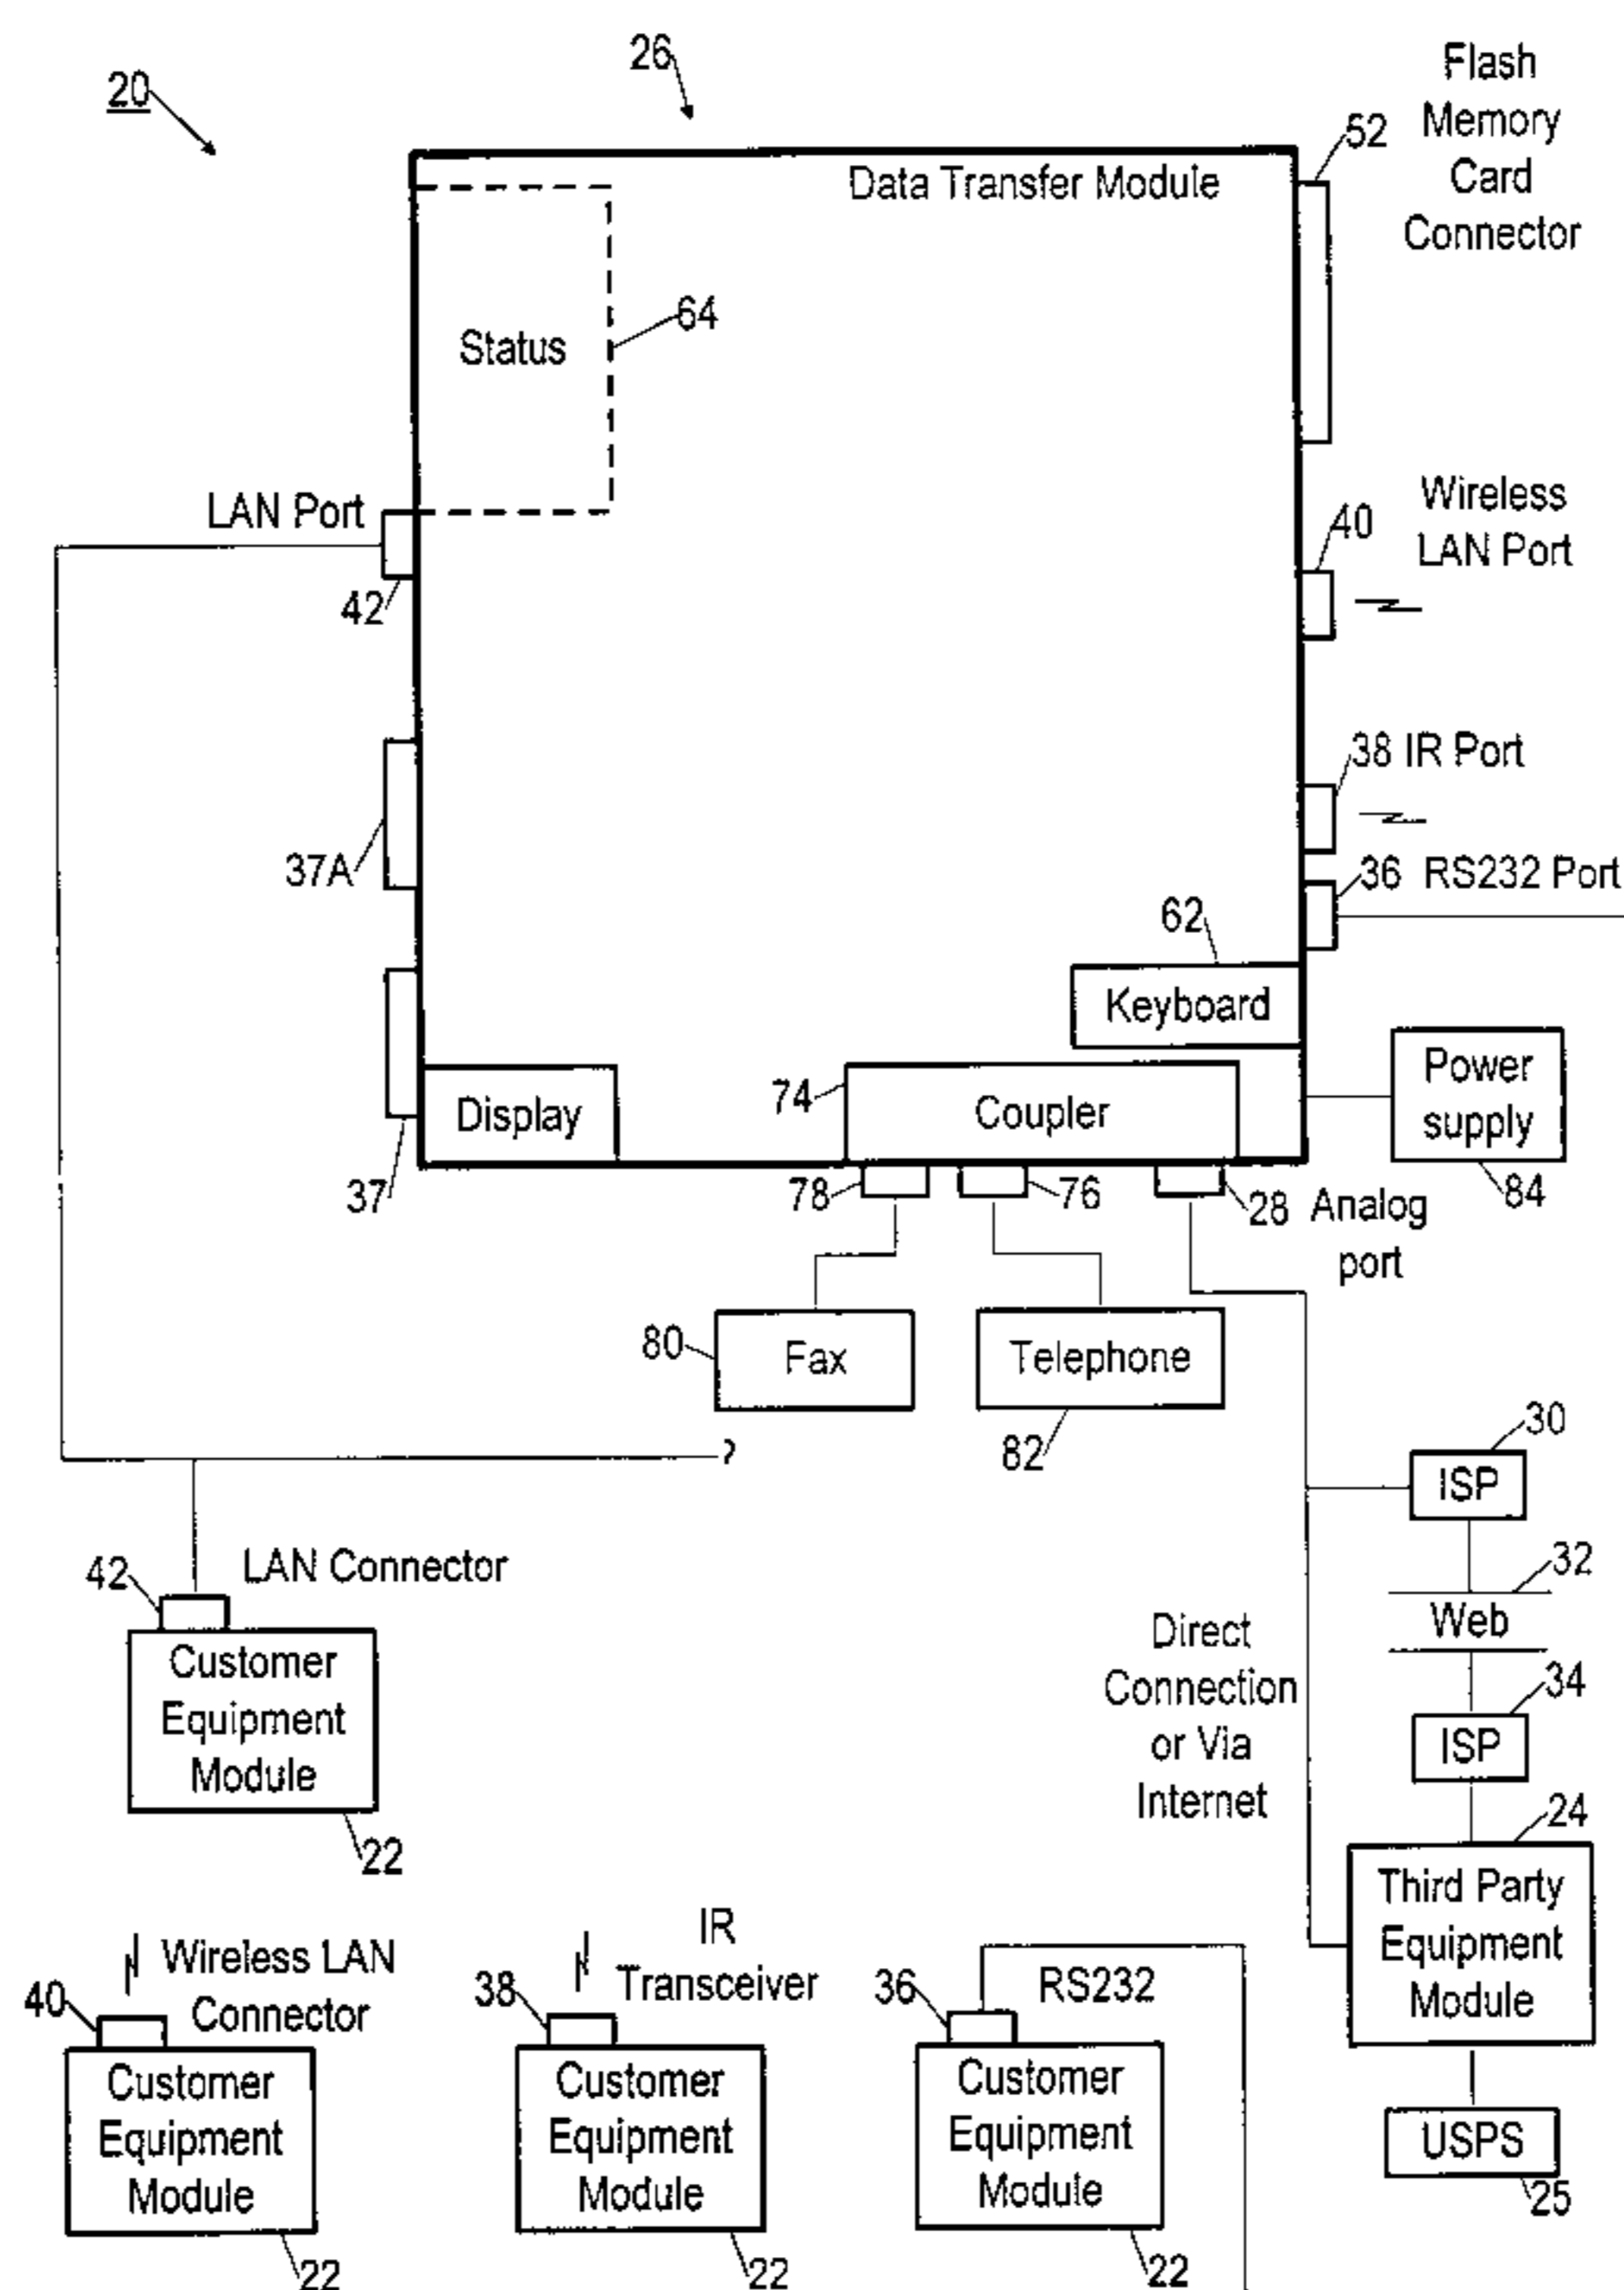 20
26
Flash
Memory
Card
Connector
52
Data Transfer Module
64
Status
LAN Port
42
Wireless
LAN Port
40
38 IR Port
37A
36 RS232 Port
62
Keyboard
Power
supply
84
74
Coupler
Display
37
78
76
28 Analog
port
80
Fax
Telephone
82
30
ISP
32
Web
34
ISP
Direct
Connection
or Via
Internet
42
LAN Connector
Customer
Equipment
Module
22
24
Third Party
Equipment
Module
USPS
25
Wireless LAN
Connector
40
Customer
Equipment
Module
22
IR
Transceiver
38
Customer
Equipment
Module
22
36
RS232
Customer
Equipment
Module
22